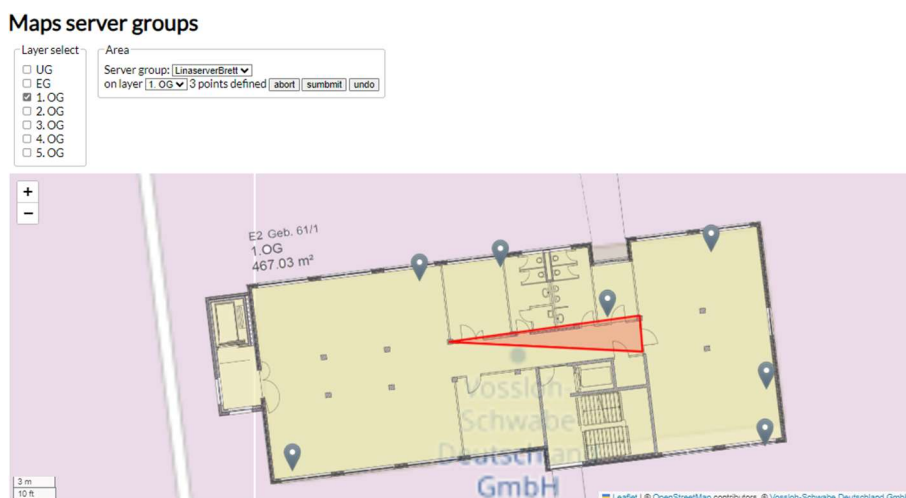 Maps server groups
Layer select
UG
EG
1. OG
2. OG
3. OG
4. OG
5. OG
Area
Server group: LinaserverBrett
on layer 1. OG 3 points defined abort sumbmit undo
+
−
E2 Geb. 61/1
1.OG
467.03 m²
Vossloh-
Schwabe
Deutschland
GmbH
3 m
10 ft
Leaflet | © OpenStreetMap contributors, © Vossloh-Schwabe Deutschland GmbH